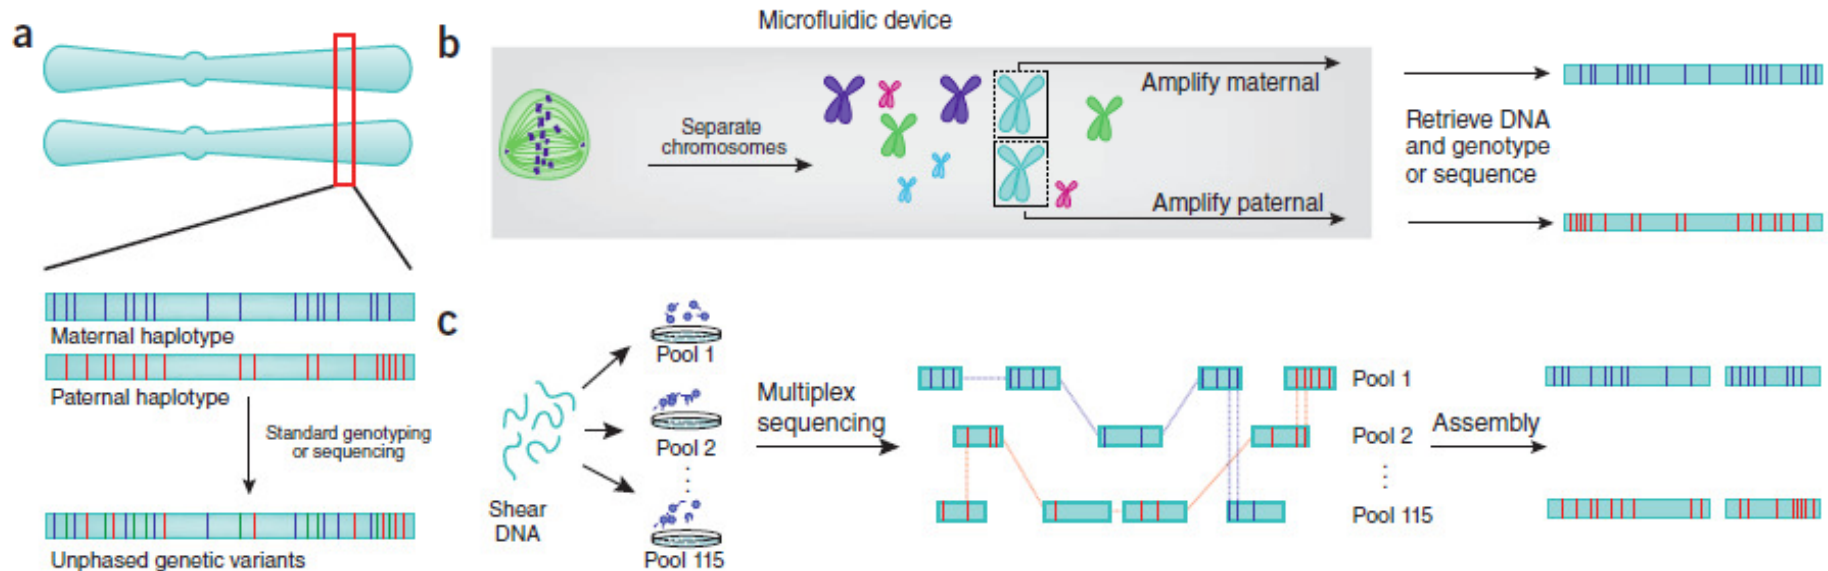 a
Maternal haplotype
Paternal haplotype
Standard genotyping
or sequencing
Unphased genetic variants
b
Microfluidic device
Separate
chromosomes
Amplify maternal
Amplify paternal
Retrieve DNA
and genotype
or sequence
c
Shear
DNA
Pool 1
Pool 2
Pool 115
Multiplex
sequencing
Pool 1
Pool 2
Pool 115
Assembly